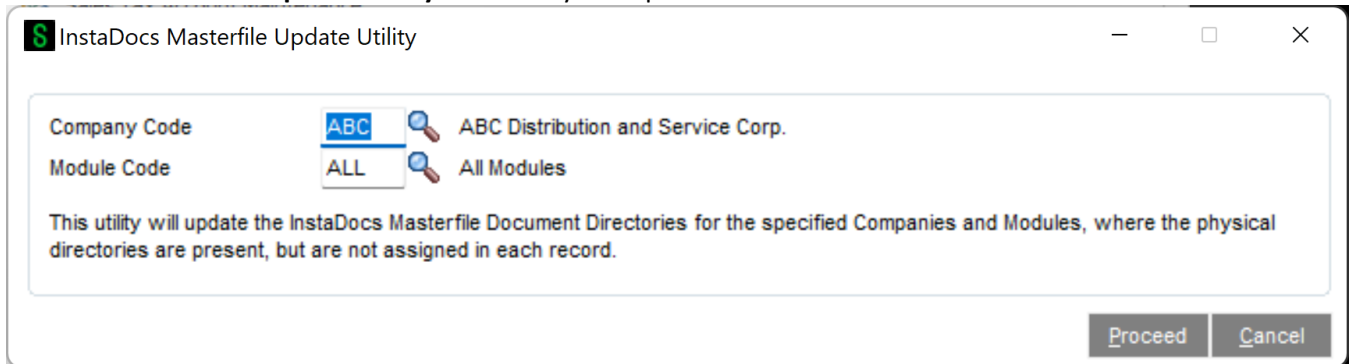 InstaDocs Masterfile Update Utility
Company Code ABC ABC Distribution and Service Corp.
Module Code ALL All Modules
This utility will update the InstaDocs Masterfile Document Directories for the specified Companies and Modules, where the physical
directories are present, but are not assigned in each record.
Proceed Cancel